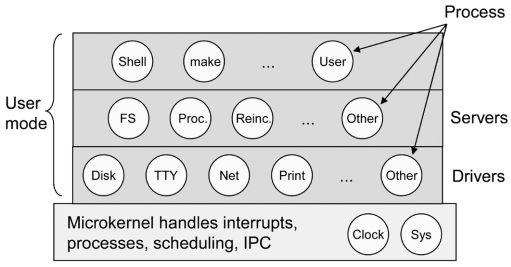 Process
Shell make ... User
User
mode
FS Proc. Reinc. ... Other
Servers
Disk TTY Net Print ... Other
Drivers
Microkernel handles interrupts,
processes, scheduling, IPC
Clock Sys